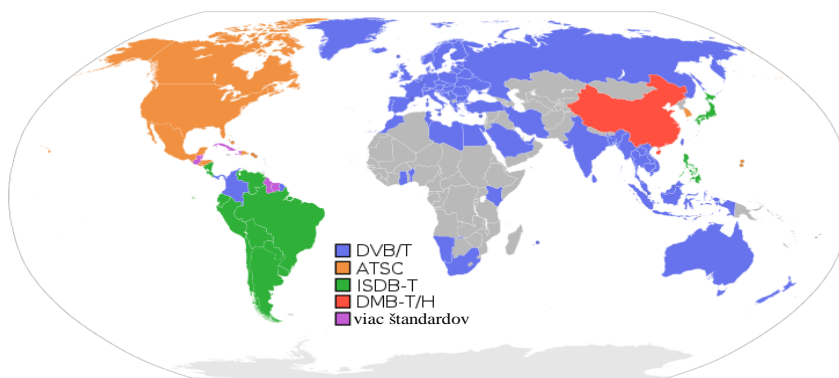 DVB/T
ATSC
ISDB-T
DMB-T/H
viac štandardov